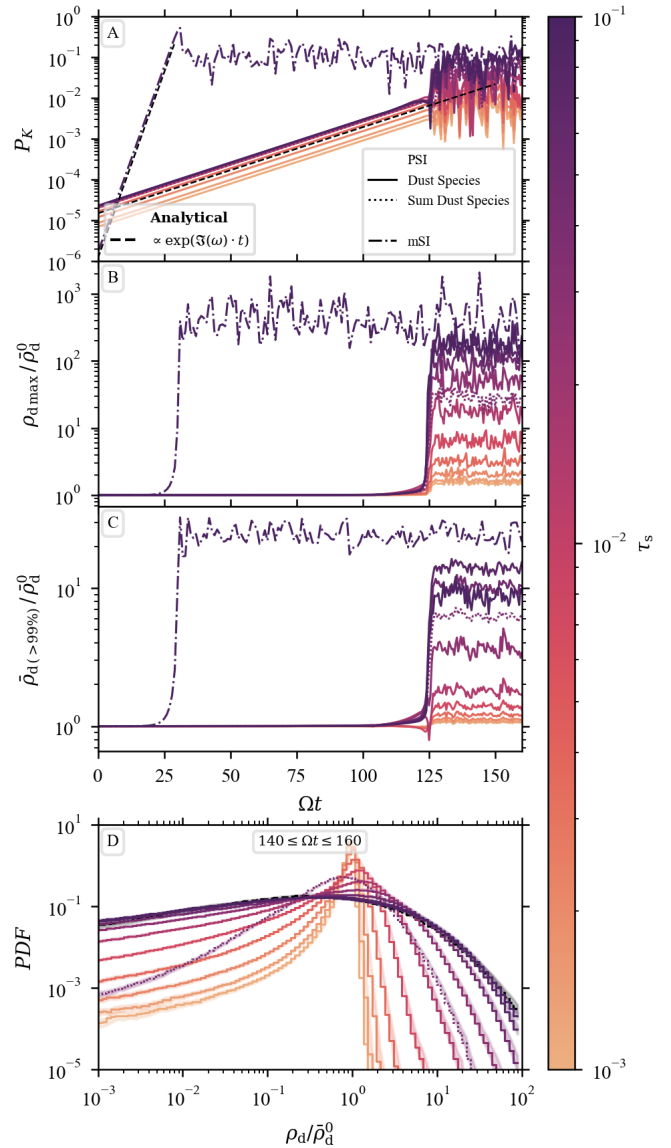 A
10^1
10^0
10^-1
10^-2
10^-3
10^-4
10^-5
10^-6
P_K
PSI
Dust Species
Sum Dust Species
mSI
Analytical
∝ exp(ℑ(ω) · t)
B
10^3
10^2
10^1
10^0
ρ_d max / ρ̄_d^0
C
10^1
10^0
ρ̄_d(>99%) / ρ̄_d^0
0 25 50 75 100 125 150
Ωt
D
140 ≤ Ωt ≤ 160
10^1
10^-1
10^-3
10^-5
PDF
10^-3 10^-2 10^-1 10^0 10^1 10^2
ρ_d / ρ̄_d^0
10^-1
10^-2
10^-3
τ_s